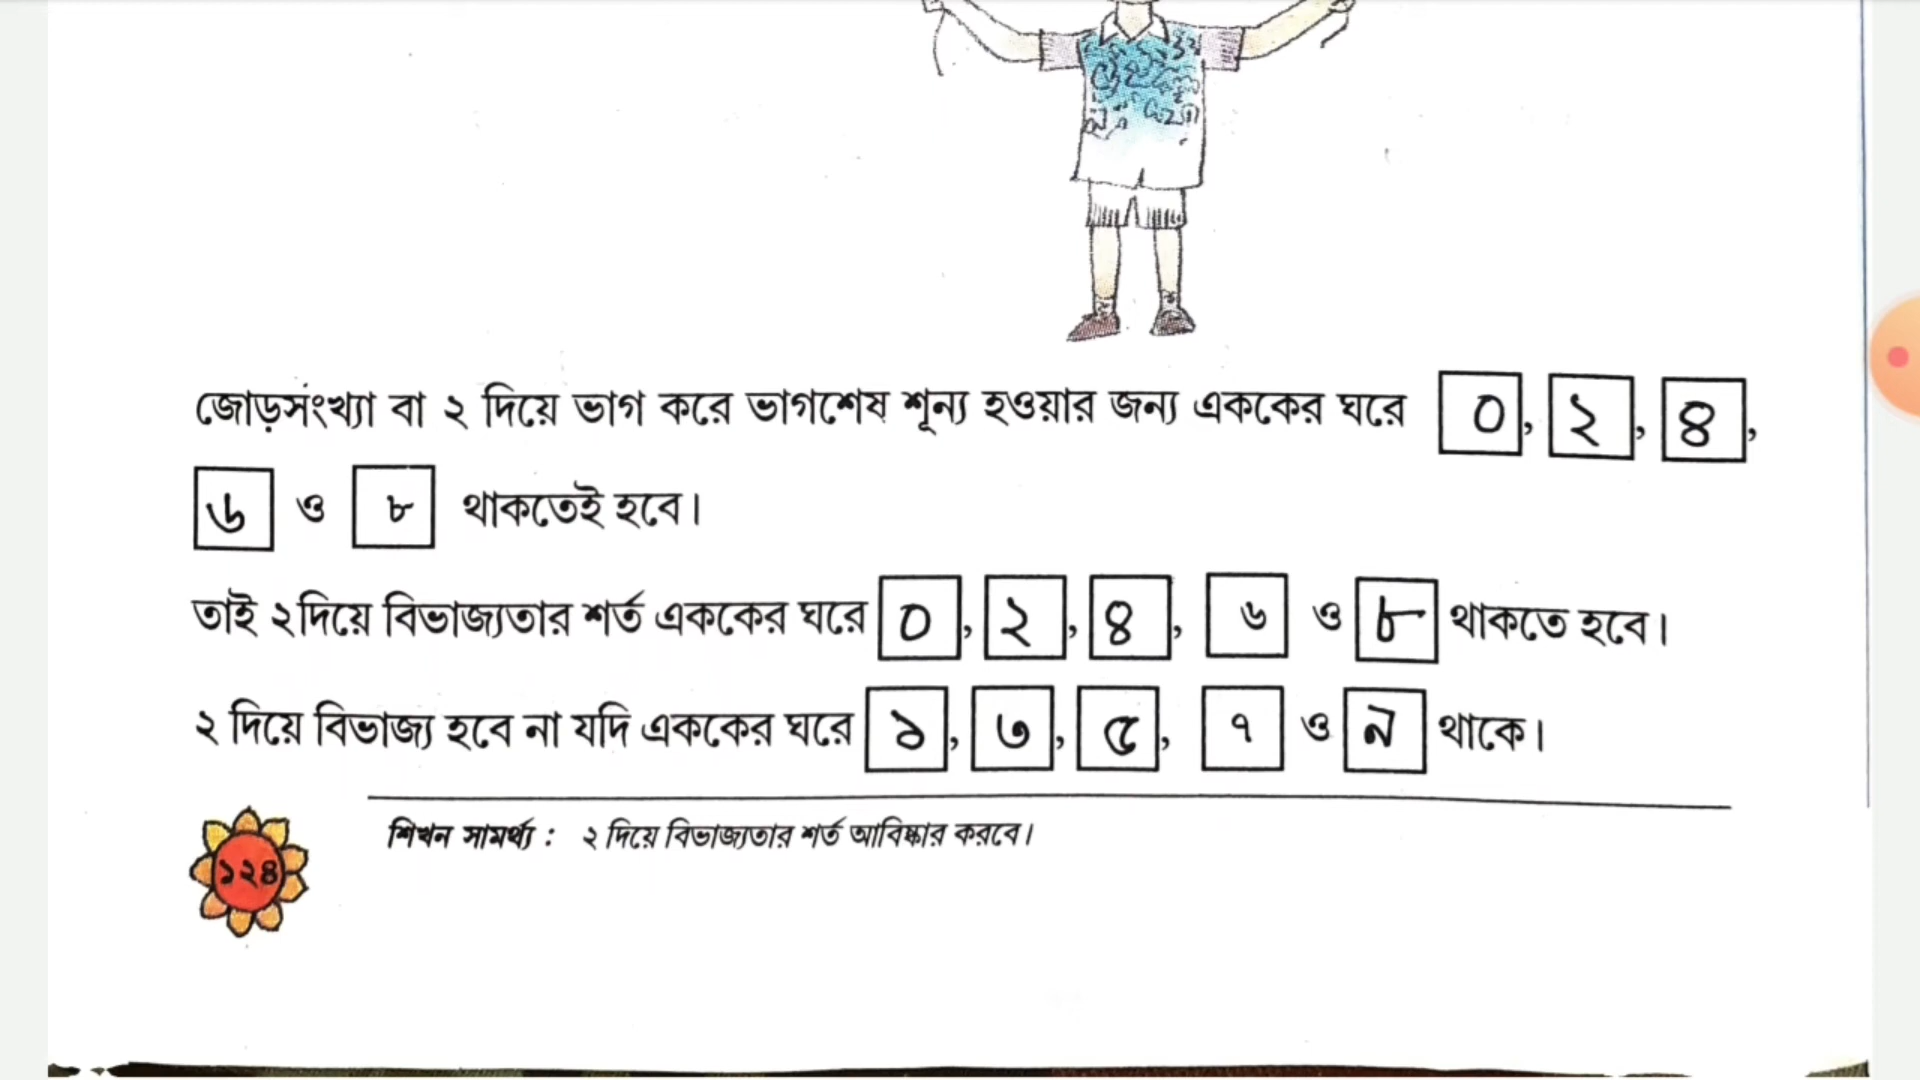 জোড়সংখ্যা বা ২ দিয়ে ভাগ করে ভাগশেষ শূন্য হওয়ার জন্য এককের ঘরে ০, ২, ৪,
৬ ও ৮ থাকতেই হবে।
তাই ২দিয়ে বিভাজ্যতার শর্ত এককের ঘরে ০, ২, ৪, ৬ ও ৮ থাকতে হবে।
২ দিয়ে বিভাজ্য হবে না যদি এককের ঘরে ১, ৩, ৫, ৭ ও ৯ থাকে।
শিখন সামর্থ্য : ২ দিয়ে বিভাজ্যতার শর্ত আবিষ্কার করবে।
১২৪